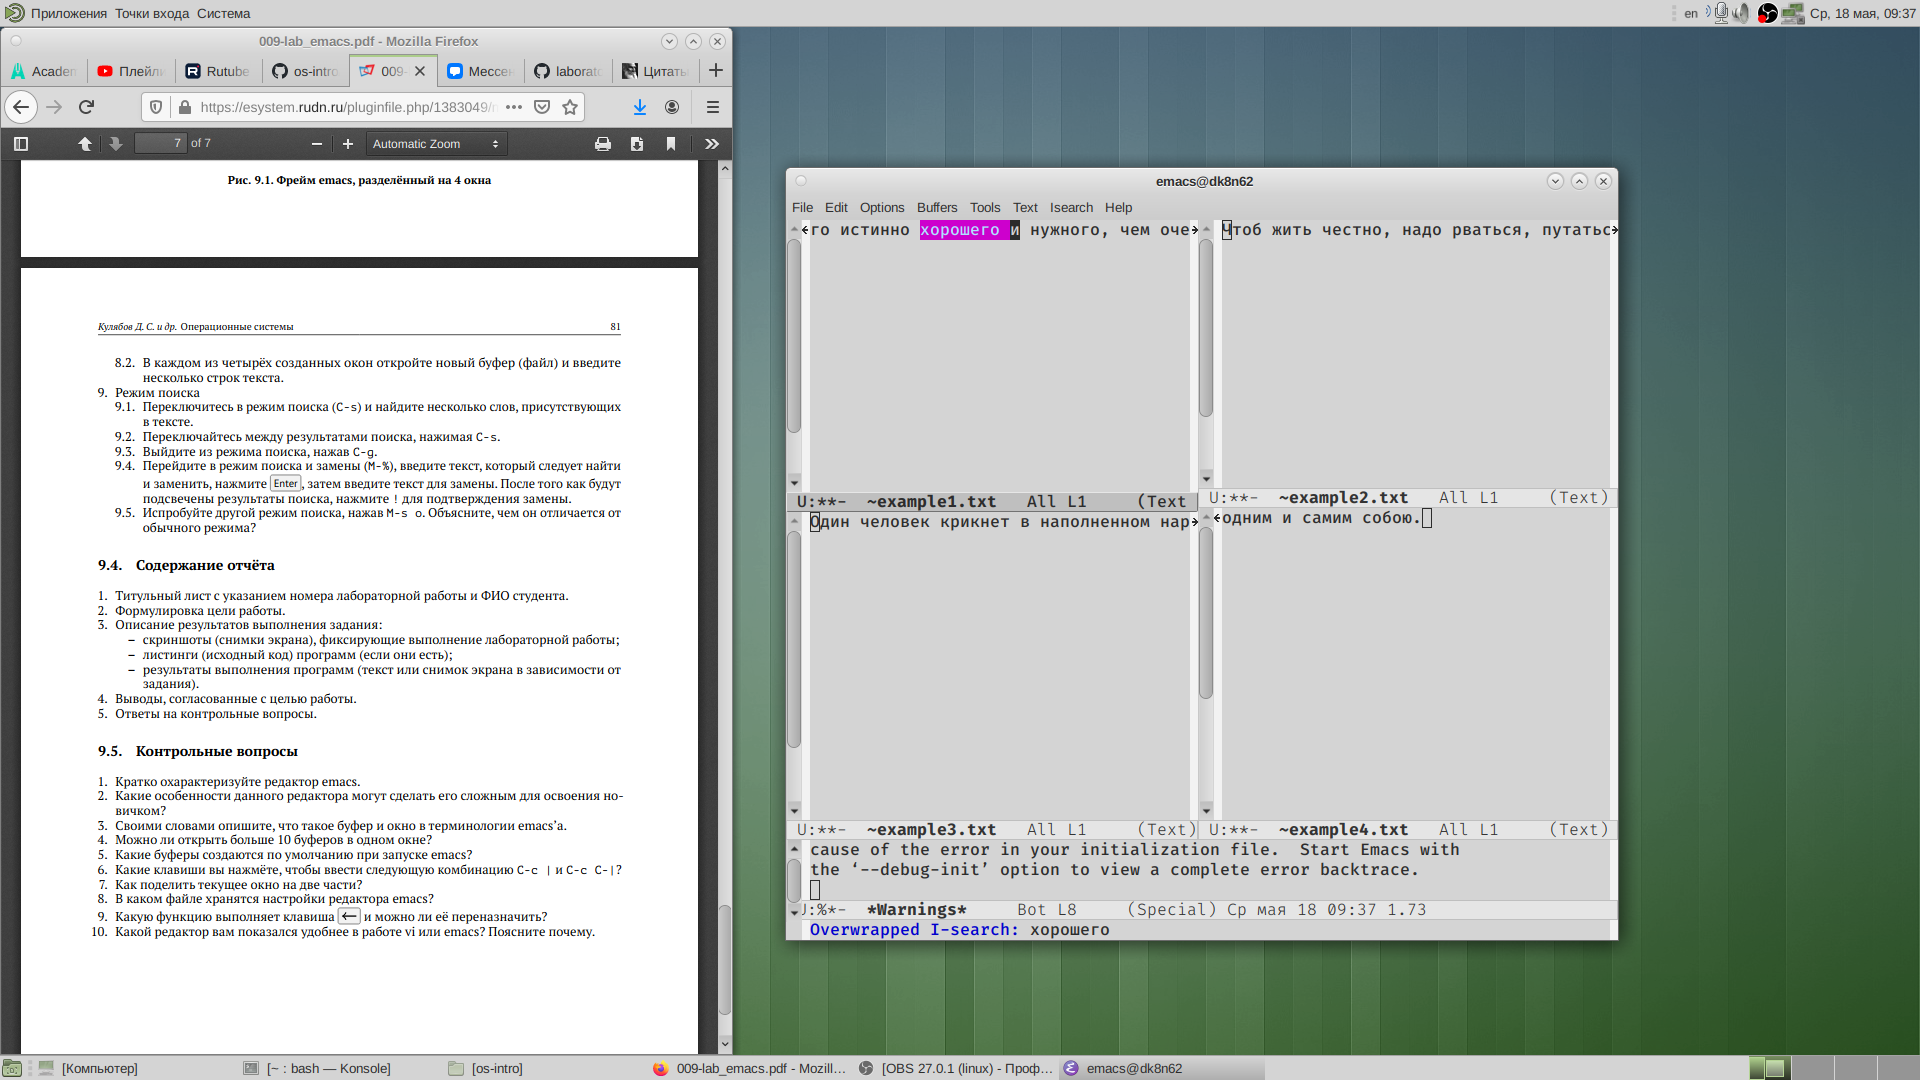 Приложения Точки входа Система
en
Ср, 18 мая, 09:37
009-lab_emacs.pdf - Mozilla Firefox
Плейли
Rutube
os-intro
009-
Мессен
laborato
Цитаты
https://esystem.rudn.ru/pluginfile.php/1383049/
7 of 7
Automatic Zoom
Рис. 9.1. Фрейм emacs, разделённый на 4 окна
Кулябов Д. С. и др. Операционные системы 81
8.2. В каждом из четырёх созданных окон откройте новый буфер (файл) и введите
несколько строк текста.
9. Режим поиска
9.1. Переключитесь в режим поиска (C-s) и найдите несколько слов, присутствующих
в тексте.
9.2. Переключайтесь между результатами поиска, нажимая C-s.
9.3. Выйдите из режима поиска, нажав C-g.
9.4. Перейдите в режим поиска и замены (M-%), введите текст, который следует найти
и заменить, нажмите Enter, затем введите текст для замены. После того как будут
подсвечены результаты поиска, нажмите ! для подтверждения замены.
9.5. Испробуйте другой режим поиска, нажав M-s o. Объясните, чем он отличается от
обычного режима?
9.4. Содержание отчёта
1. Титульный лист с указанием номера лабораторной работы и ФИО студента.
2. Формулировка цели работы.
3. Описание результатов выполнения задания:
– скриншоты (снимки экрана), фиксирующие выполнение лабораторной работы;
– листинги (исходный код) программ (если они есть);
– результаты выполнения программ (текст или снимок экрана в зависимости от
задания).
4. Выводы, согласованные с целью работы.
5. Ответы на контрольные вопросы.
9.5. Контрольные вопросы
1. Кратко охарактеризуйте редактор emacs.
2. Какие особенности данного редактора могут сделать его сложным для освоения но-
вичком?
3. Своими словами опишите, что такое буфер и окно в терминологии emacs'а.
4. Можно ли открыть больше 10 буферов в одном окне?
5. Какие буферы создаются по умолчанию при запуске emacs?
6. Какие клавиши вы нажмёте, чтобы ввести следующую комбинацию C-c | и C-c C-|?
7. Как поделить текущее окно на две части?
8. В каком файле хранятся настройки редактора emacs?
9. Какую функцию выполняет клавиша ← и можно ли её переназначить?
10. Какой редактор вам показался удобнее в работе vi или emacs? Поясните почему.
emacs@dk8n62
File Edit Options Buffers Tools Text Isearch Help
го истинно хорошего и нужного, чем оче
U:**- ~example1.txt All L1 (Text
Чтоб жить честно, надо рваться, путатьс
U:**- ~example2.txt All L1 (Text)
Один человек крикнет в наполненном нар
U:**- ~example3.txt All L1 (Text)
одним и самим собою.
U:**- ~example4.txt All L1 (Text)
cause of the error in your initialization file. Start Emacs with
the ‘--debug-init’ option to view a complete error backtrace.
U:%*- *Warnings* Bot L8 (Special) Ср мая 18 09:37 1.73
Overwrapped I-search: хорошего
[Компьютер]
[~ : bash — Konsole]
[os-intro]
009-lab_emacs.pdf - Mozill...
[OBS 27.0.1 (linux) - Проф...
emacs@dk8n62